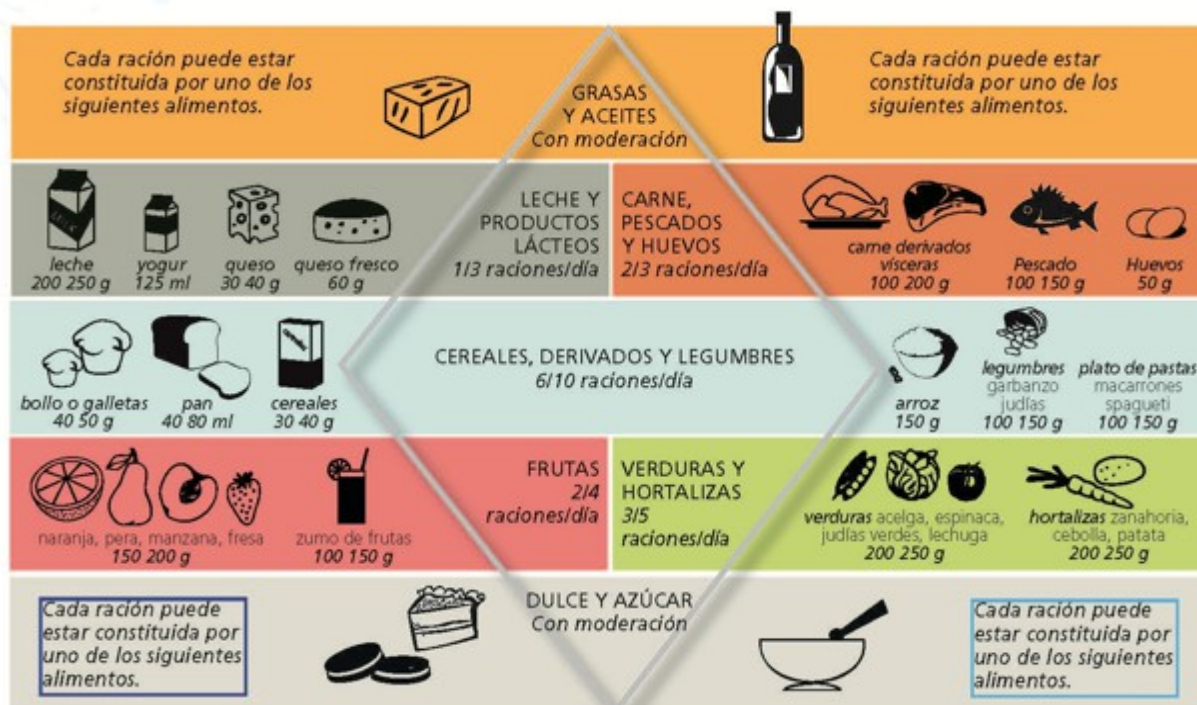 Cada ración puede estar
constituida por uno de los
siguientes alimentos.
GRASAS
Y ACEITES
Con moderación
Cada ración puede estar
constituida por uno de los
siguientes alimentos.
leche
200 250 g
yogur
125 ml
queso
30 40 g
queso fresco
60 g
LECHE Y
PRODUCTOS
LÁCTEOS
1/3 raciones/día
CARNE,
PESCADOS
Y HUEVOS
2/3 raciones/día
carne derivados
vísceras
100 200 g
Pescado
100 150 g
Huevos
50 g
bollo o galletas
40 50 g
pan
40 80 ml
cereales
30 40 g
CEREALES, DERIVADOS Y LEGUMBRES
6/10 raciones/día
arroz
150 g
legumbres
garbanzo
judías
100 150 g
plato de pastas
macarrones
spagueti
100 150 g
naranja, pera, manzana, fresa
150 200 g
zumo de frutas
100 150 g
FRUTAS
2/4
raciones/día
VERDURAS Y
HORTALIZAS
3/5
raciones/día
verduras acelga, espinaca,
judías verdes, lechuga
200 250 g
hortalizas zanahoria,
cebolla, patata
200 250 g
Cada ración puede
estar constituida por
uno de los siguientes
alimentos.
DULCE Y AZÚCAR
Con moderación
Cada ración puede
estar constituida por
uno de los siguientes
alimentos.